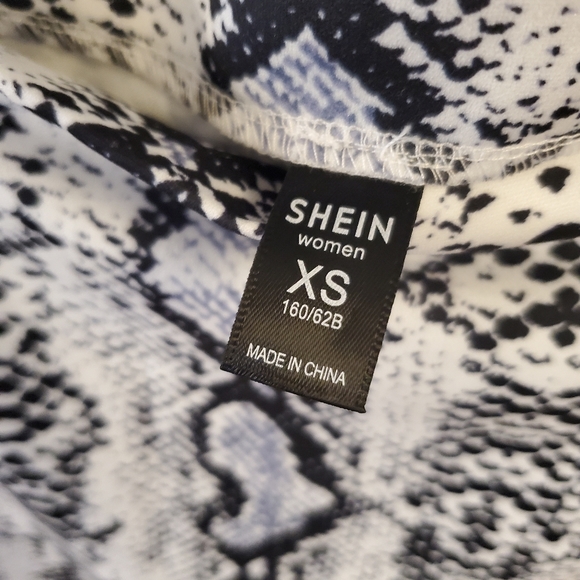 SHEIN
women
XS
160/62B
MADE IN CHINA